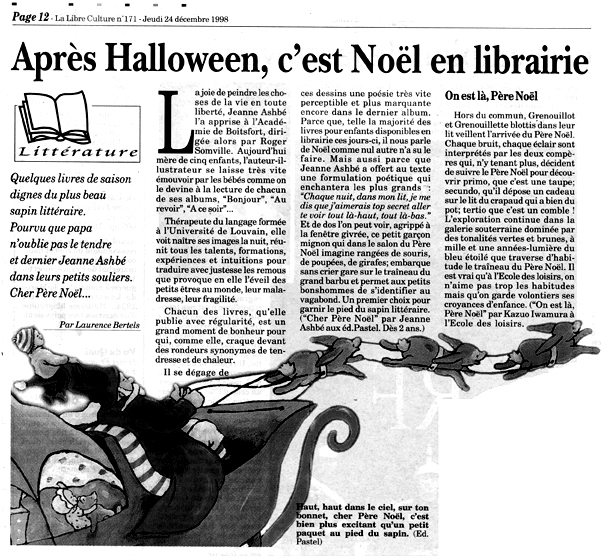 Page 12 - La Libre Culture n°171 - Jeudi 24 décembre 1998
Après Halloween, c'est Noël en librairie
Littérature
Quelques livres de saison
dignes du plus beau
sapin littéraire.
Pourvu que papa
n'oublie pas le tendre
et dernier Jeanne Ashbé
dans leurs petits souliers.
Cher Père Noël...
Par Laurence Bertels
La joie de peindre les cho-
ses de la vie en toute
liberté, Jeanne Ashbé
l'a apprise à l'Acadé-
mie de Boitsfort, diri-
gée alors par Roger
Somville. Aujourd'hui
mère de cinq enfants, l'auteur-il-
lustratrice se laisse très vite
émouvoir par les bébés comme on
le devine à la lecture de chacun
de ses albums, "Bonjour", "Au
revoir", "A ce soir"...
Thérapeute du langage formée
à l'Université de Louvain, elle
voit naître ses images la nuit, réu-
nit tous les talents, formations,
expériences et intuitions pour
traduire avec justesse les remous
que provoque en elle l'éveil des
petits êtres au monde, leur mala-
dresse, leur fragilité.
Chacun des livres, qu'elle
publie avec régularité, est un
grand moment de bonheur pour
qui, comme elle, craque devant
des rondeurs synonymes de ten-
dresse et de chaleur.
Il se dégage de
ces dessins une poésie très vite
perceptible et plus marquante
encore dans le dernier album.
Parce que, telle la majorité des
livres pour enfants disponibles en
librairie ces jours-ci, il nous parle
de Noël comme nul autre n'a su le
faire. Mais aussi parce que
Jeanne Ashbé a offert au texte
une formulation poétique qui
enchantera les plus grands :
"Chaque nuit, dans mon lit, je me
dis que j'aimerais top secret aller
te voir tout là-haut, tout là-bas."
Et de dos l'on peut voir, agrippé à
la fenêtre givrée, ce petit garçon
mignon qui dans le salon du Père
Noël imagine rangées de souris,
de poupées, de girafes; embarque
sans crier gare sur le traîneau du
grand barbu et permet aux petits
bonshommes de s'identifier au
vagabond. Un premier choix pour
garnir le pied du sapin littéraire.
("Cher Père Noël" par Jeanne
Ashbé aux éd.Pastel. Dès 2 ans.)
On est là, Père Noël
Hors du commun, Grenouillot
et Grenouillette blottis dans leur
lit veillent l'arrivée du Père Noël.
Chaque bruit, chaque éclair sont
interprétés par les deux compè-
res qui, n'y tenant plus, décident
de suivre le Père Noël pour décou-
vrir primo, que c'est une taupe;
secundo, qu'il dépose un cadeau
sur le lit du crapaud qui a bien du
pot; tertio que c'est un comble !
L'exploration continue dans la
galerie souterraine dominée par
des tonalités vertes et brunes, à
mille et une années-lumière du
bleu étoilé que traverse d'habi-
tude le traîneau du Père Noël. Il
est vrai qu'à l'Ecole des loisirs, on
n'aime pas trop les habitudes
mais qu'on garde volontiers ses
croyances d'enfance. ("On est là,
Père Noël" par Kazuo Iwamura à
l'Ecole des loisirs.)
Haut, haut dans le ciel, sur ton
bonnet, cher Père Noël, c'est
bien plus excitant qu'un petit
paquet au pied du sapin. (Ed.
Pastel)